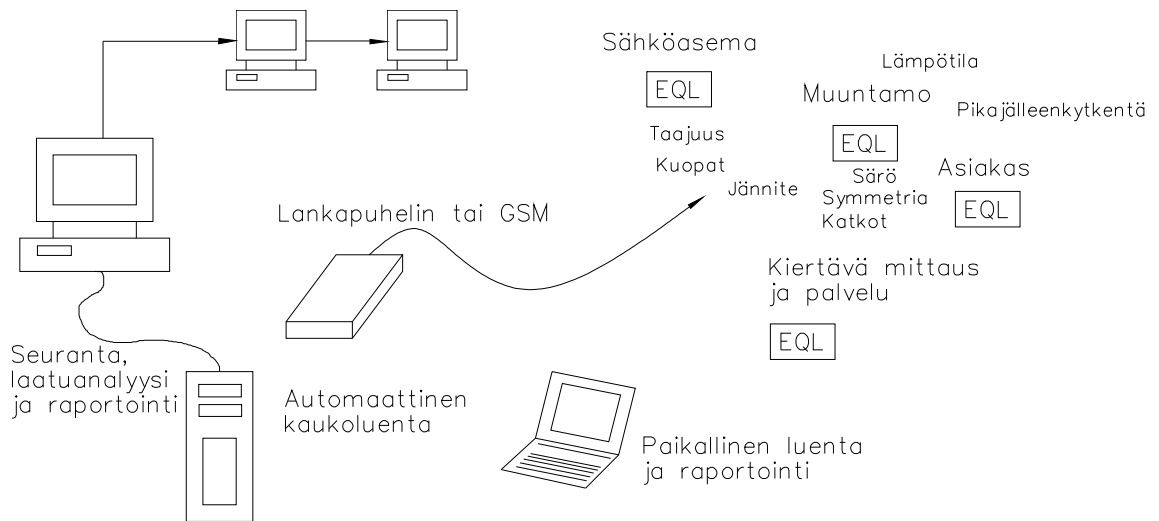 Sähköasema
EQL
Taajuus
Kuopat
Jännite
Lämpötila
Muuntamo
Pikajälleenkytkentä
EQL
Särö
Symmetria
Katkot
Asiakas
EQL
Lankapuhelin tai GSM
Kiertävä mittaus
ja palvelu
EQL
Seuranta,
laatuanalyysi
ja raportointi
Automaattinen
kaukoluenta
Paikallinen luenta
ja raportointi